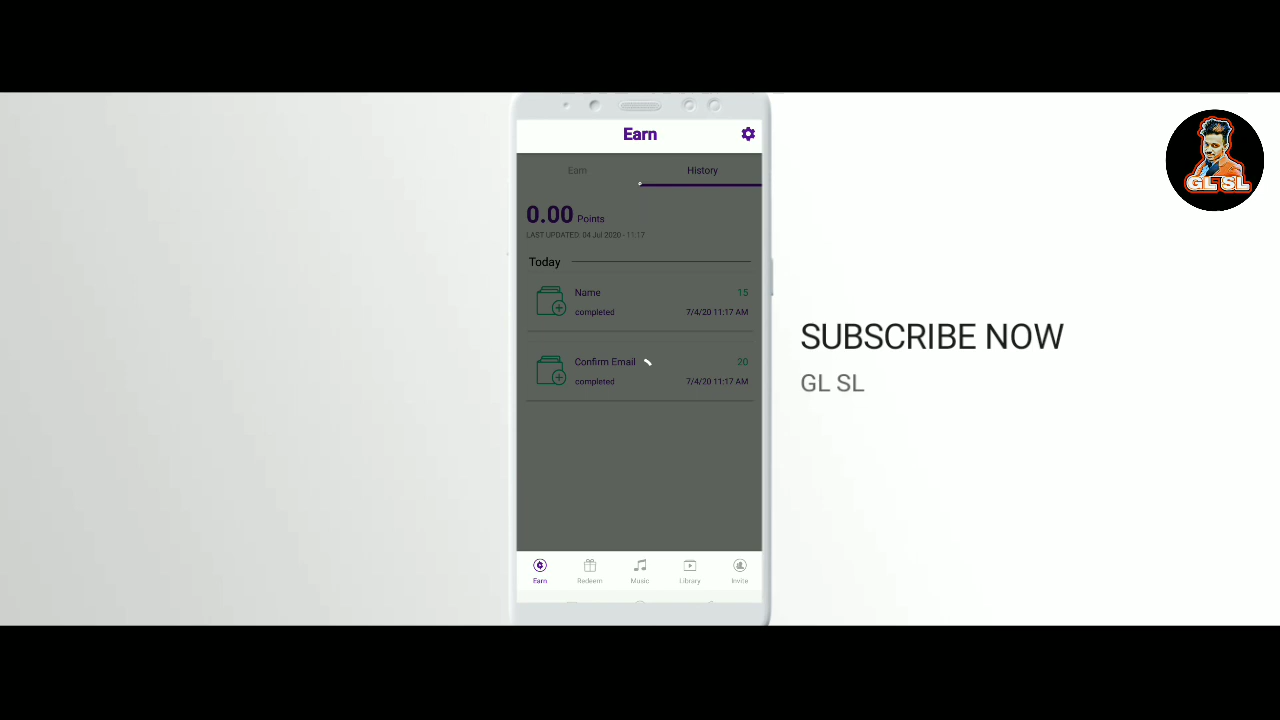 Earn
Earn
History
0.00 Points
LAST UPDATED: 04 Jul 2020 - 11:17
Today
Name 15
completed 7/4/20 11:17 AM
Confirm Email 20
completed 7/4/20 11:17 AM
Earn
Redeem
Music
Library
Invite
GL SL
SUBSCRIBE NOW
GL SL